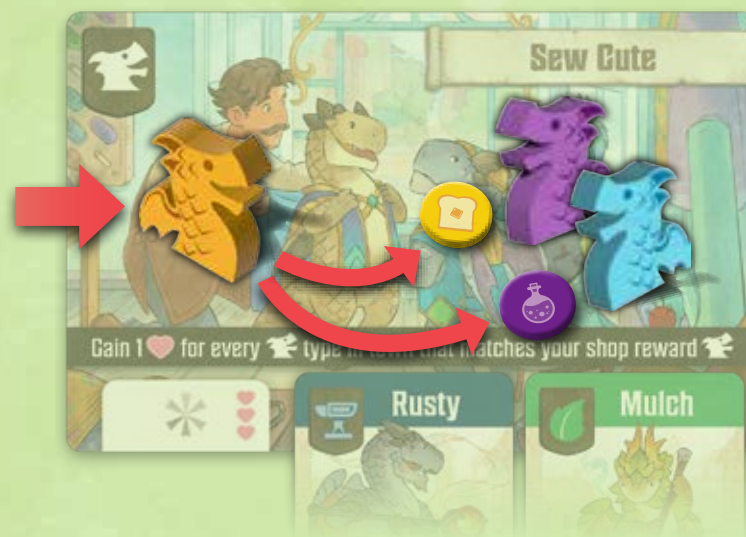 Sew Cute
Gain 1 for every type in town that matches your shop reward
Rusty
Mulch